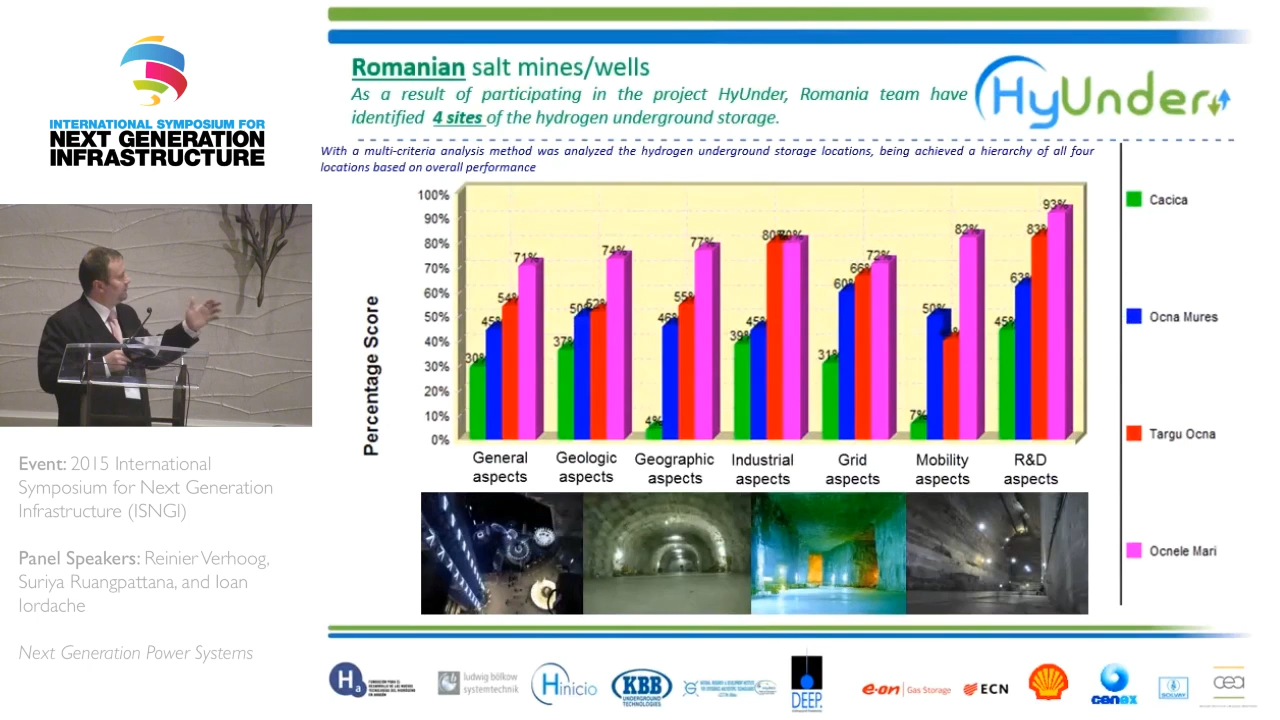 INTERNATIONAL SYMPOSIUM FOR
NEXT GENERATION
INFRASTRUCTURE
Event: 2015 International
Symposium for Next Generation
Infrastructure (ISNGI)
Panel Speakers: Reinier Verhoog,
Suriya Ruangpattana, and Ioan
Iordache
Next Generation Power Systems
Romanian salt mines/wells
As a result of participating in the project HyUnder, Romania team have
identified 4 sites of the hydrogen underground storage.
HyUnder
With a multi-criteria analysis method was analyzed the hydrogen underground storage locations, being achieved a hierarchy of all four
locations based on overall performance
Percentage Score
100%
90%
80%
70%
60%
50%
40%
30%
20%
10%
0%
30% 45% 54% 71%
37% 50% 52% 74%
4% 46% 55% 77%
39% 45% 80% 80%
31% 60% 66% 72%
7% 50% 82%
45% 63% 83% 93%
General aspects
Geologic aspects
Geographic aspects
Industrial aspects
Grid aspects
Mobility aspects
R&D aspects
Cacica
Ocna Mures
Targu Ocna
Ocnele Mari
Ha
ludwig bölkow
systemtechnik
Hinicio
KBB
UNDERGROUND
TECHNOLOGIES
DEEP.
e-on Gas Storage
ECN
cenex
SOLVAY
cea